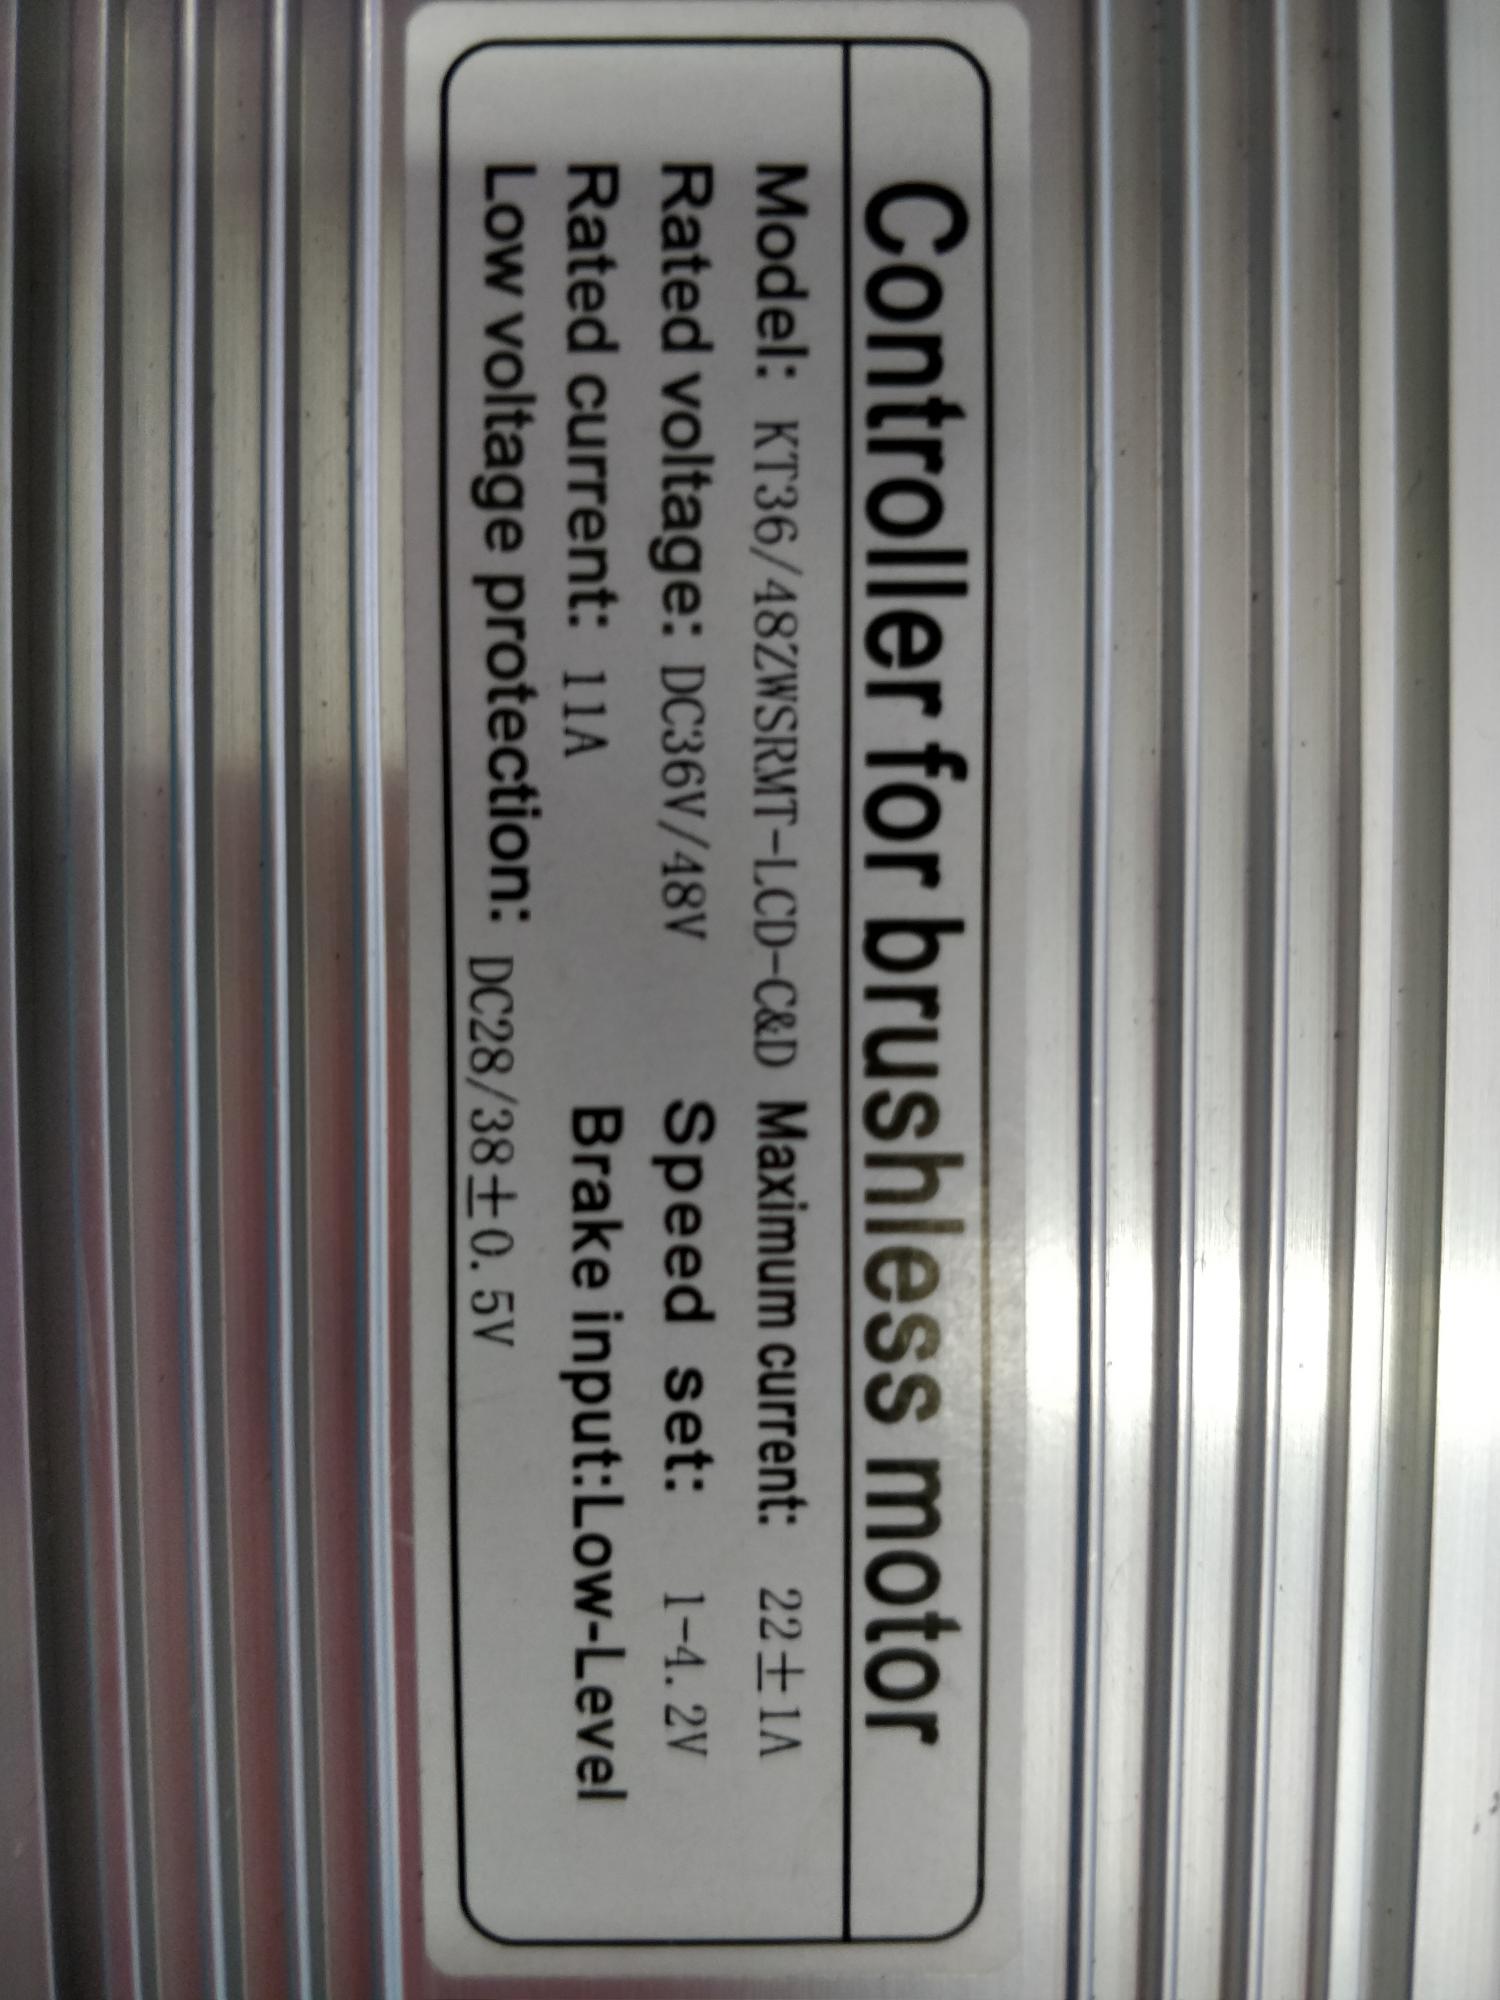 Controller for brushless motor
Model: KT36/48ZWSRMT-LCD-C&D Maximum current: 22±1A
Rated voltage: DC36V/48V Speed set: 1-4.2V
Rated current: 11A Brake input:Low-Level
Low voltage protection: DC28/38±0.5V